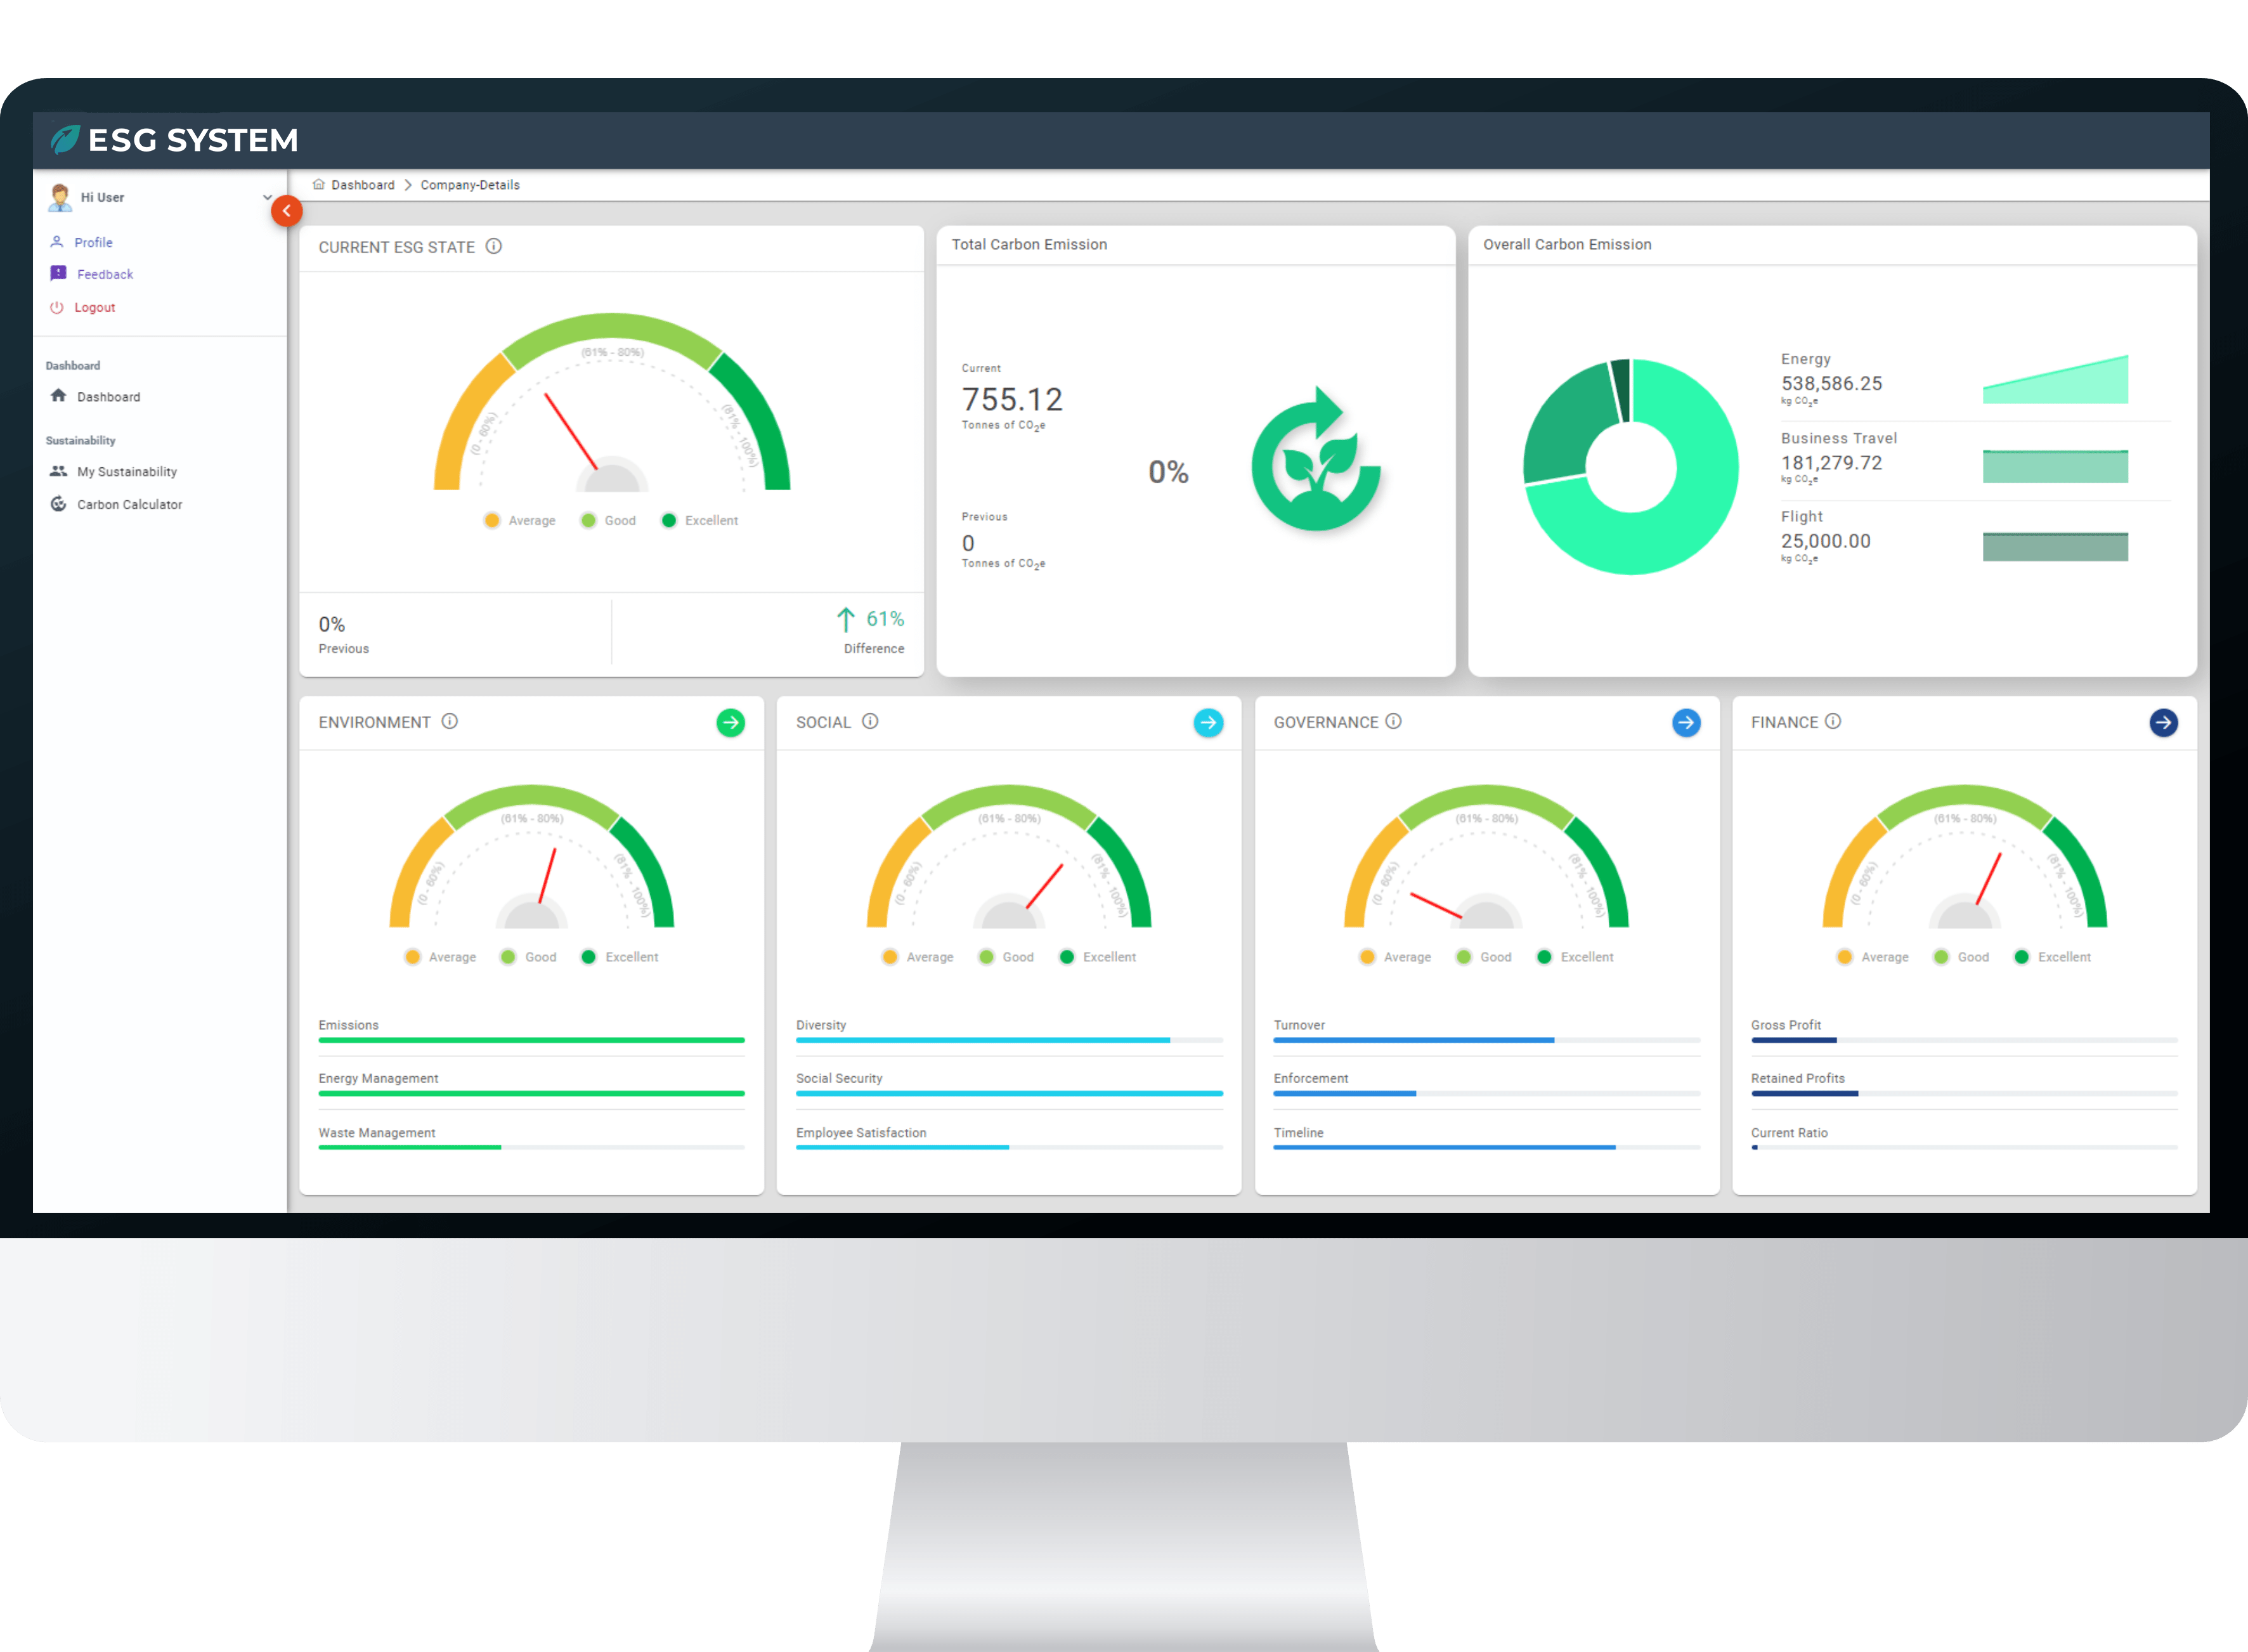 ESG SYSTEM
Hi User
Profile
Feedback
Logout
Dashboard
Dashboard
Sustainability
My Sustainability
Carbon Calculator
Dashboard > Company-Details
CURRENT ESG STATE
(0 - 60%)
(61% - 80%)
(81% - 100%)
Average Good Excellent
0%
Previous
61%
Difference
Total Carbon Emission
Current
755.12
Tonnes of CO2e
0%
Previous
0
Tonnes of CO2e
Overall Carbon Emission
Energy
538,586.25
kg CO2e
Business Travel
181,279.72
kg CO2e
Flight
25,000.00
kg CO2e
ENVIRONMENT
(0 - 60%)
(61% - 80%)
(81% - 100%)
Average Good Excellent
Emissions
Energy Management
Waste Management
SOCIAL
(0 - 60%)
(61% - 80%)
(81% - 100%)
Average Good Excellent
Diversity
Social Security
Employee Satisfaction
GOVERNANCE
(0 - 60%)
(61% - 80%)
(81% - 100%)
Average Good Excellent
Turnover
Enforcement
Timeline
FINANCE
(0 - 60%)
(61% - 80%)
(81% - 100%)
Average Good Excellent
Gross Profit
Retained Profits
Current Ratio